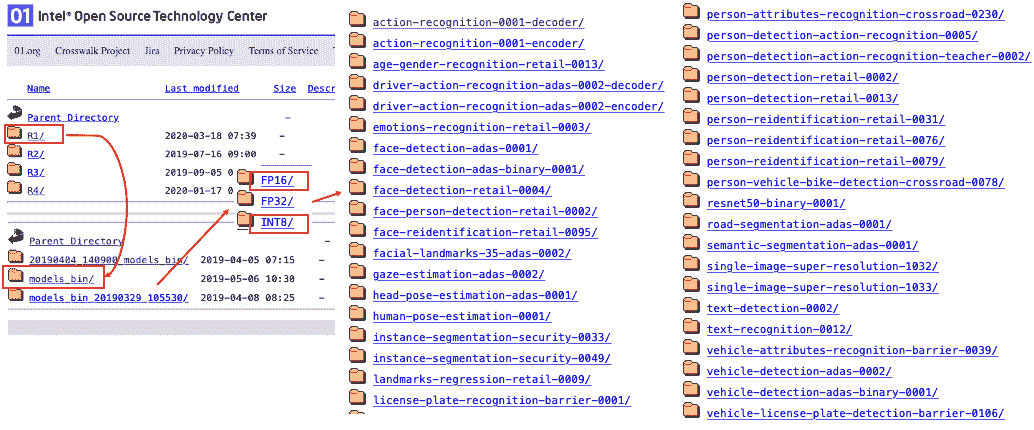 01 Intel® Open Source Technology Center
01.org Crosswalk Project Jira Privacy Policy Terms of Service
Name Last modified Size Descr
Parent Directory –
R1/ 2020-03-18 07:39 –
R2/ 2019-07-16 09:00 –
R3/ 2019-09-05 0
R4/ 2020-01-17 0
FP16/
FP32/
INT8/
Parent Directory –
20190404_140900_models_bin/ 2019-04-05 07:15 –
models_bin/ 2019-05-06 10:30 –
models_bin_20190329_105530/ 2019-04-08 08:25 –
action-recognition-0001-decoder/
action-recognition-0001-encoder/
age-gender-recognition-retail-0013/
driver-action-recognition-adas-0002-decoder/
driver-action-recognition-adas-0002-encoder/
emotions-recognition-retail-0003/
face-detection-adas-0001/
face-detection-adas-binary-0001/
face-detection-retail-0004/
face-person-detection-retail-0002/
face-reidentification-retail-0095/
facial-landmarks-35-adas-0002/
gaze-estimation-adas-0002/
head-pose-estimation-adas-0001/
human-pose-estimation-0001/
instance-segmentation-security-0033/
instance-segmentation-security-0049/
landmarks-regression-retail-0009/
license-plate-recognition-barrier-0001/
person-attributes-recognition-crossroad-0230/
person-detection-action-recognition-0005/
person-detection-action-recognition-teacher-0002/
person-detection-retail-0002/
person-detection-retail-0013/
person-reidentification-retail-0031/
person-reidentification-retail-0076/
person-reidentification-retail-0079/
person-vehicle-bike-detection-crossroad-0078/
resnet50-binary-0001/
road-segmentation-adas-0001/
semantic-segmentation-adas-0001/
single-image-super-resolution-1032/
single-image-super-resolution-1033/
text-detection-0002/
text-recognition-0012/
vehicle-attributes-recognition-barrier-0039/
vehicle-detection-adas-0002/
vehicle-detection-adas-binary-0001/
vehicle-license-plate-detection-barrier-0106/